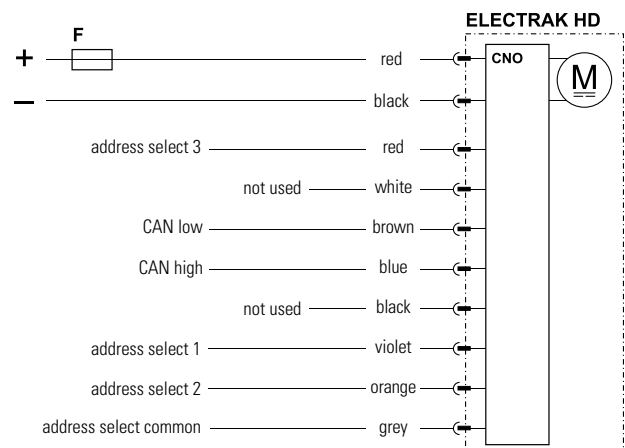 ELECTRAK HD
F
+ red CNO
M
− black
address select 3 red
not used white
CAN low brown
CAN high blue
not used black
address select 1 violet
address select 2 orange
address select common grey